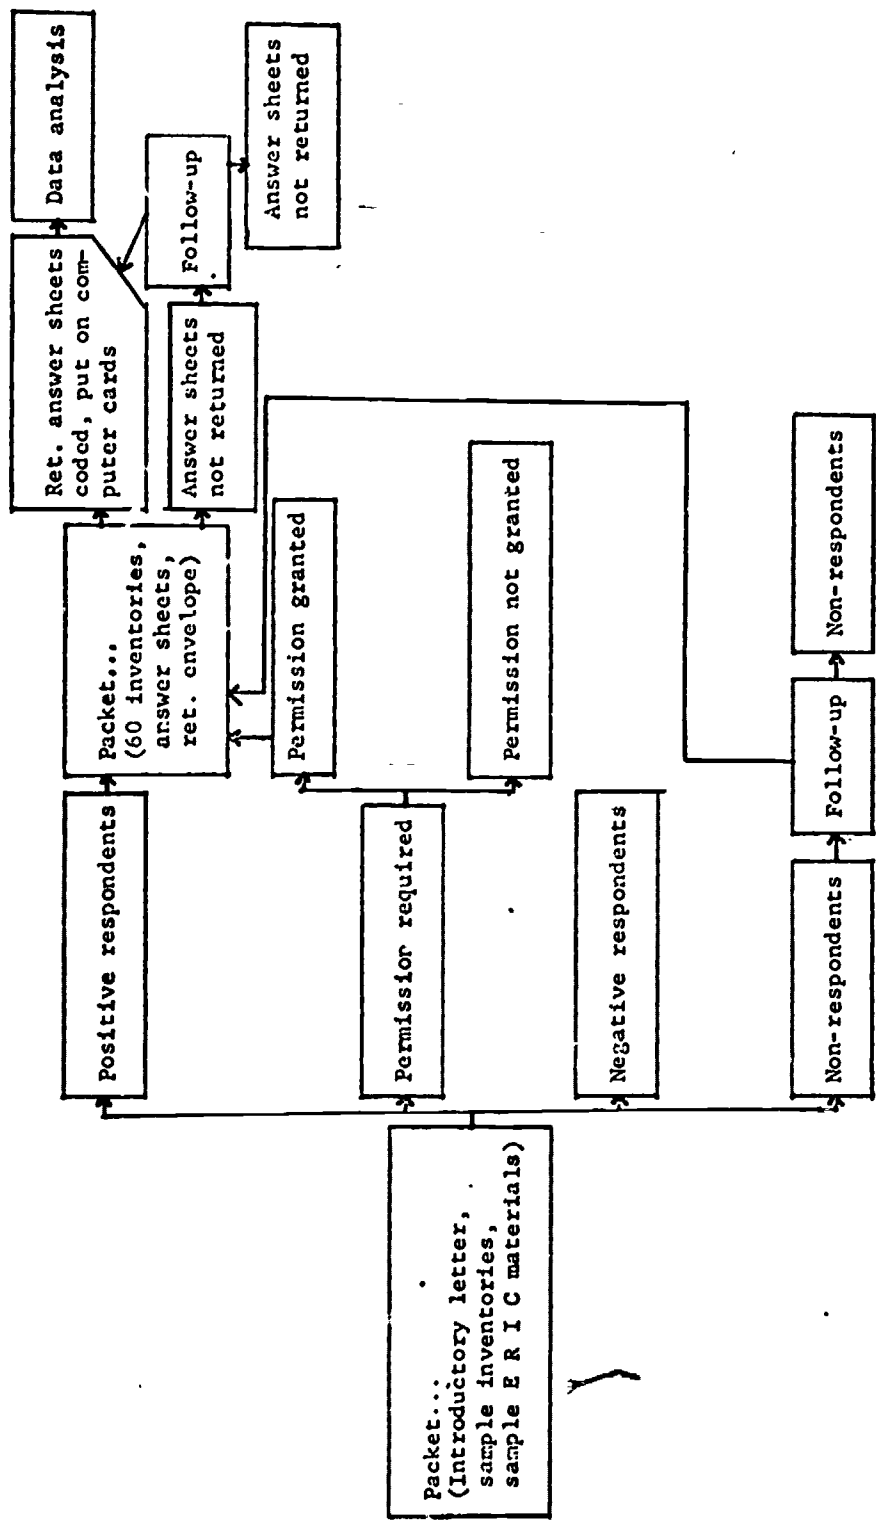 Packet...
(Introductory letter,
sample inventories,
sample E R I C materials)
Positive respondents
Permission required
Negative respondents
Non-respondents
Packet...
(60 inventories,
answer sheets,
ret. envelope)
Permission granted
Permission not granted
Follow-up
Non-respondents
Ret. answer sheets
coded, put on com-
puter cards
Answer sheets
not returned
Follow-up
Data analysis
Answer sheets
not returned